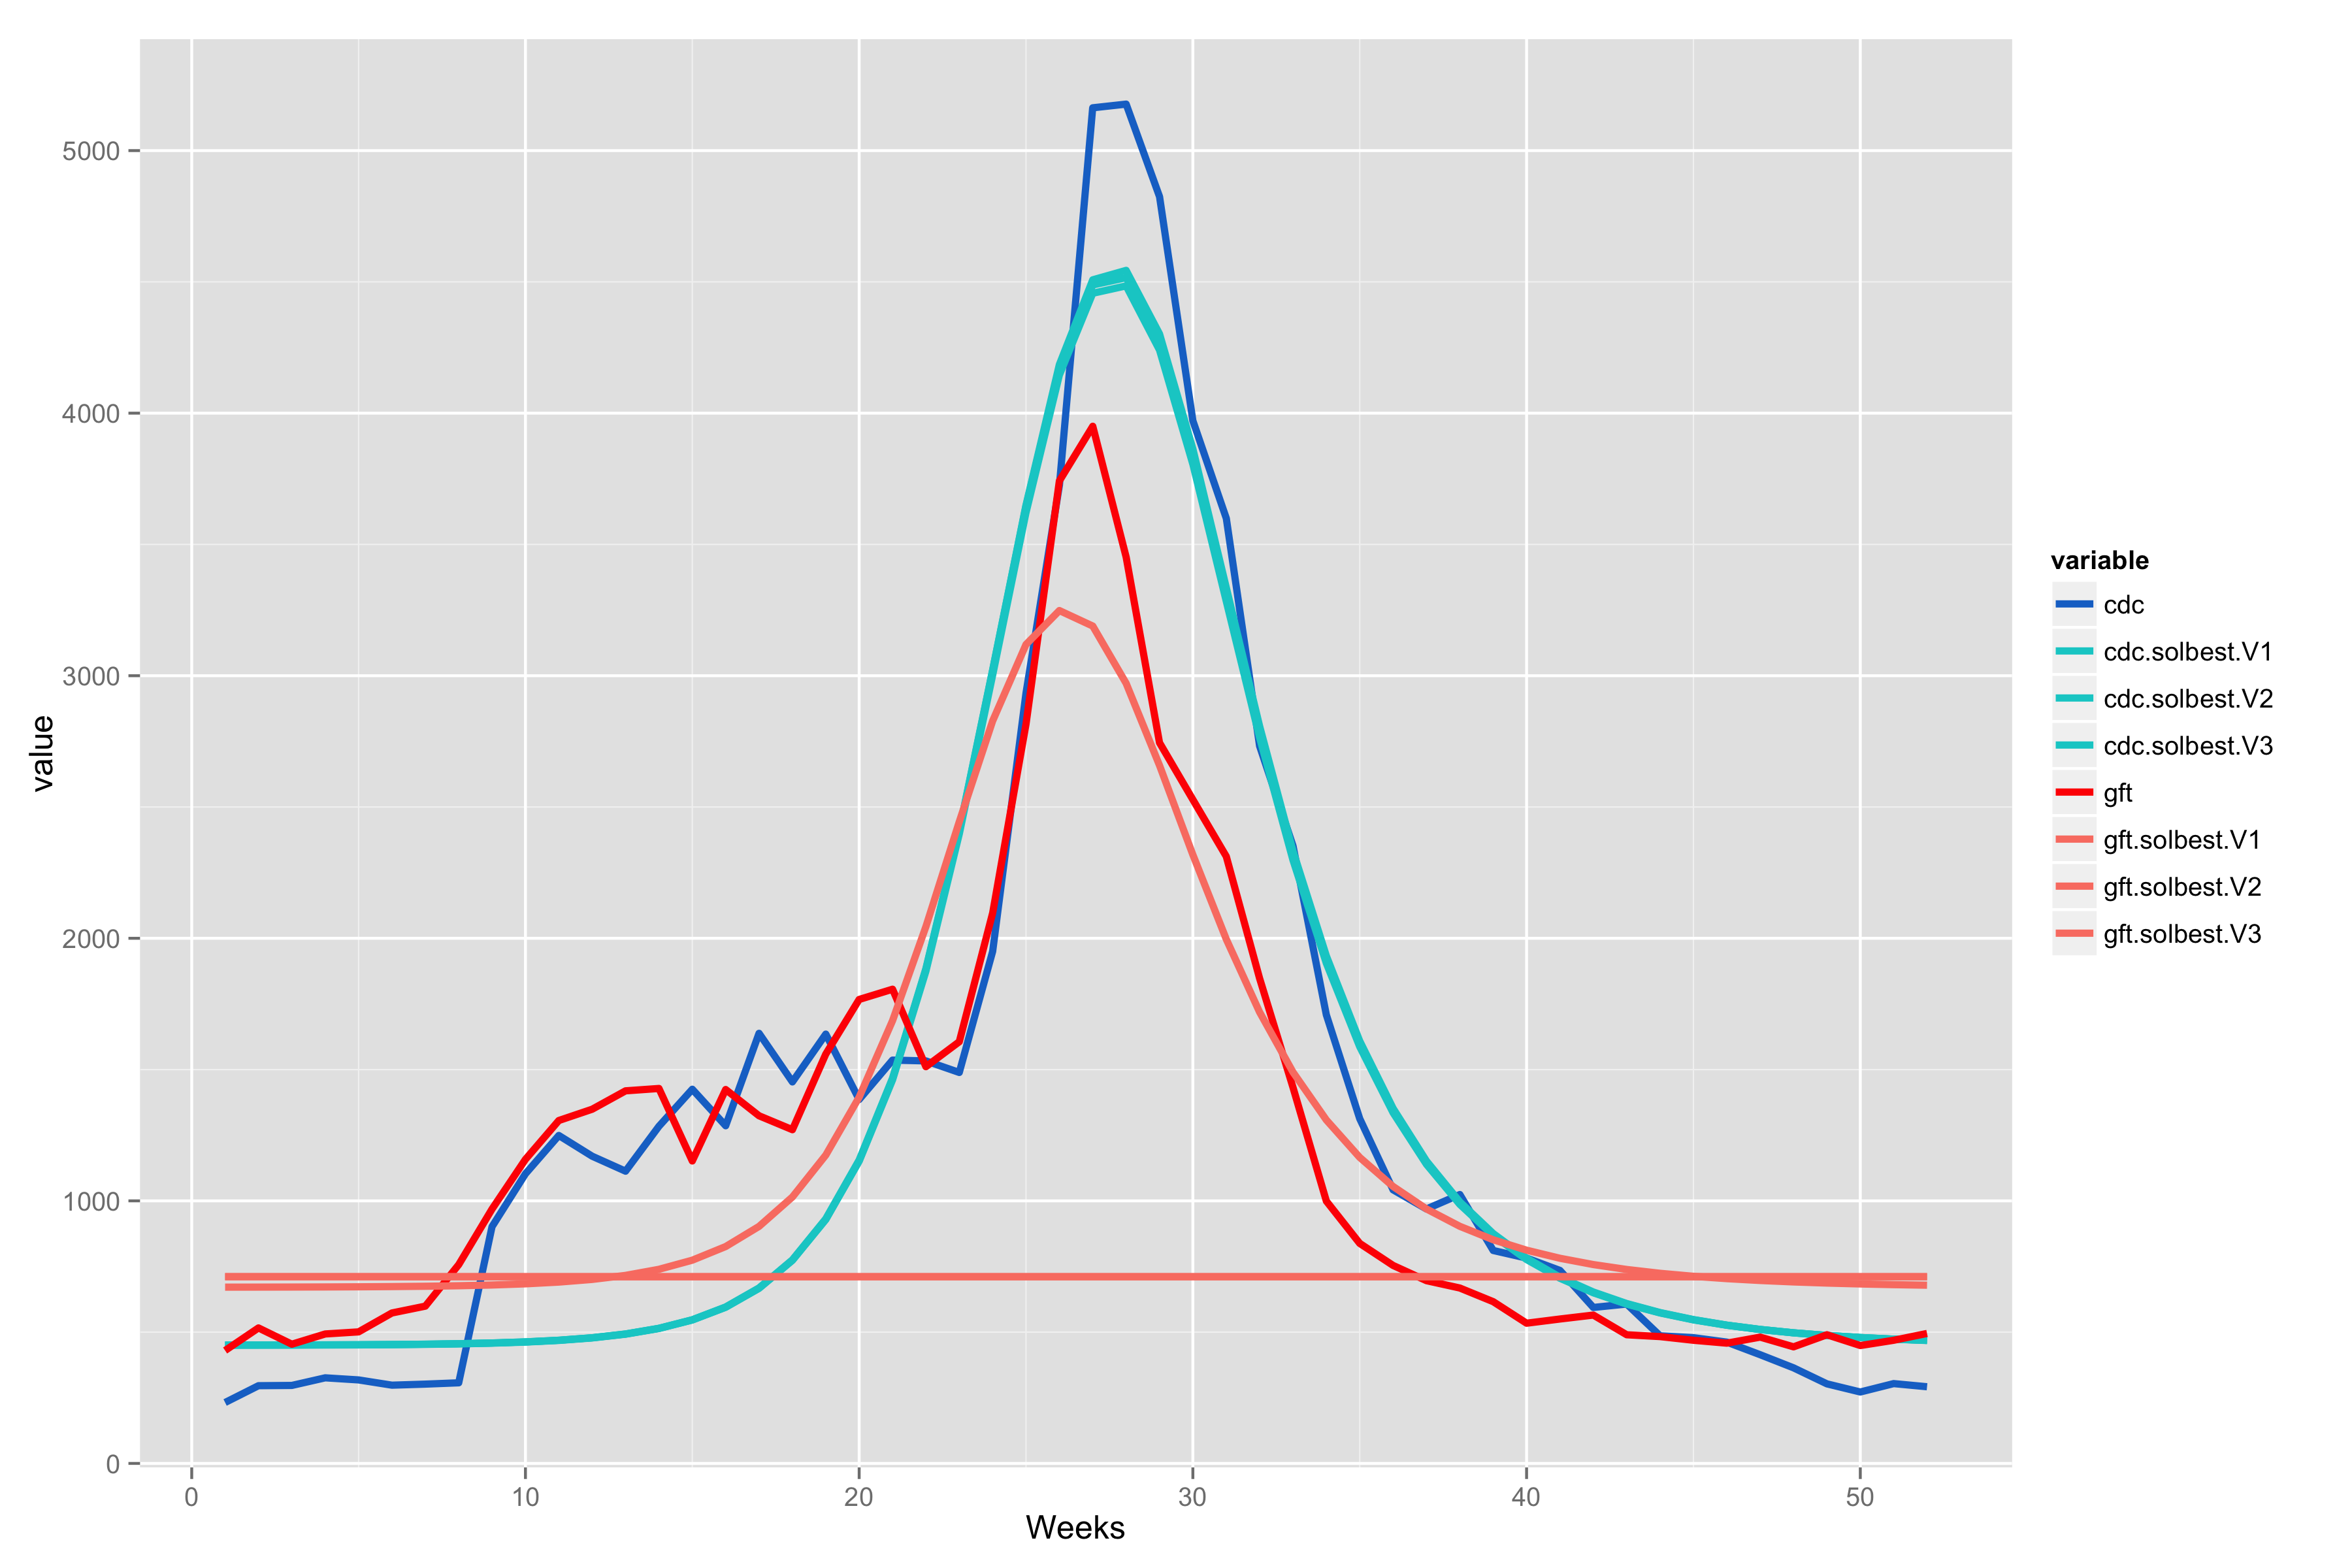 5000
4000
3000
2000
1000
0
value
0 10 20 30 40 50
Weeks
variable
cdc
cdc.solbest.V1
cdc.solbest.V2
cdc.solbest.V3
gft
gft.solbest.V1
gft.solbest.V2
gft.solbest.V3